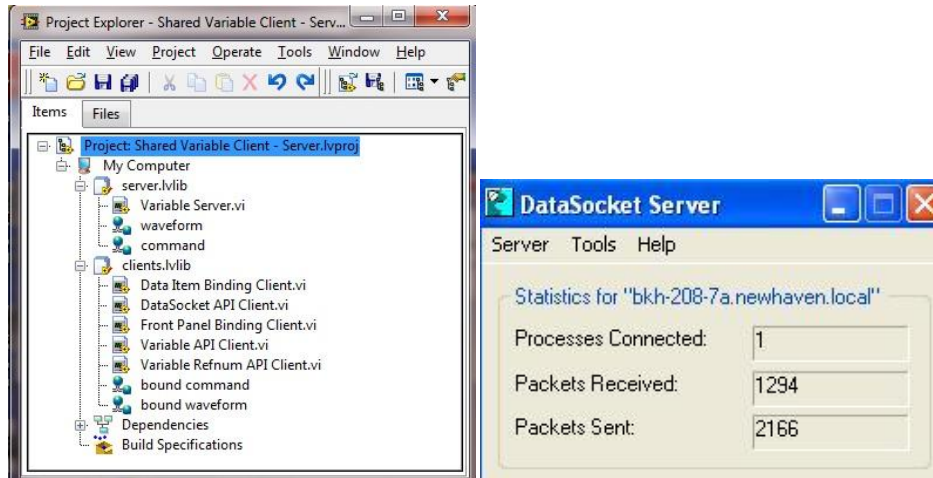 Project Explorer - Shared Variable Client - Serv...
File Edit View Project Operate Tools Window Help
Items Files
Project: Shared Variable Client - Server.lvproj
My Computer
server.lvlib
Variable Server.vi
waveform
command
clients.lvlib
Data Item Binding Client.vi
DataSocket API Client.vi
Front Panel Binding Client.vi
Variable API Client.vi
Variable Refnum API Client.vi
bound command
bound waveform
Dependencies
Build Specifications
DataSocket Server
Server Tools Help
Statistics for "bkh-208-7a.newhaven.local"
Processes Connected: 1
Packets Received: 1294
Packets Sent: 2166